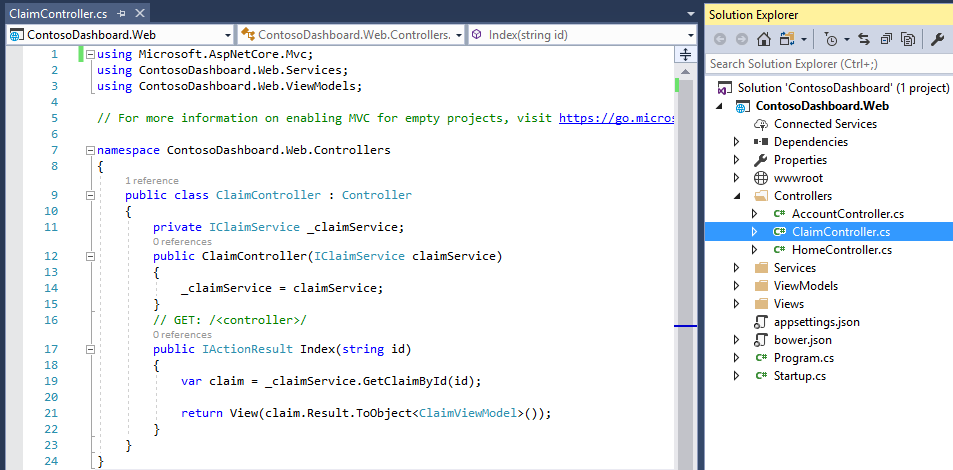 ClaimController.cs
ContosoDashboard.Web
ContosoDashboard.Web.Controllers.
Index(string id)
1 using Microsoft.AspNetCore.Mvc;
2 using ContosoDashboard.Web.Services;
3 using ContosoDashboard.Web.ViewModels;
4
5 // For more information on enabling MVC for empty projects, visit https://go.micros
6
7 namespace ContosoDashboard.Web.Controllers
8 {
1 reference
9 public class ClaimController : Controller
10 {
11 private IClaimService _claimService;
0 references
12 public ClaimController(IClaimService claimService)
13 {
14 _claimService = claimService;
15 }
16 // GET: /<controller>/
0 references
17 public IActionResult Index(string id)
18 {
19 var claim = _claimService.GetClaimById(id);
20
21 return View(claim.Result.ToObject<ClaimViewModel>());
22 }
23 }
24 }
Solution Explorer
Search Solution Explorer (Ctrl+;)
Solution 'ContosoDashboard' (1 project)
ContosoDashboard.Web
Connected Services
Dependencies
Properties
wwwroot
Controllers
C# AccountController.cs
C# ClaimController.cs
C# HomeController.cs
Services
ViewModels
Views
appsettings.json
bower.json
C# Program.cs
C# Startup.cs